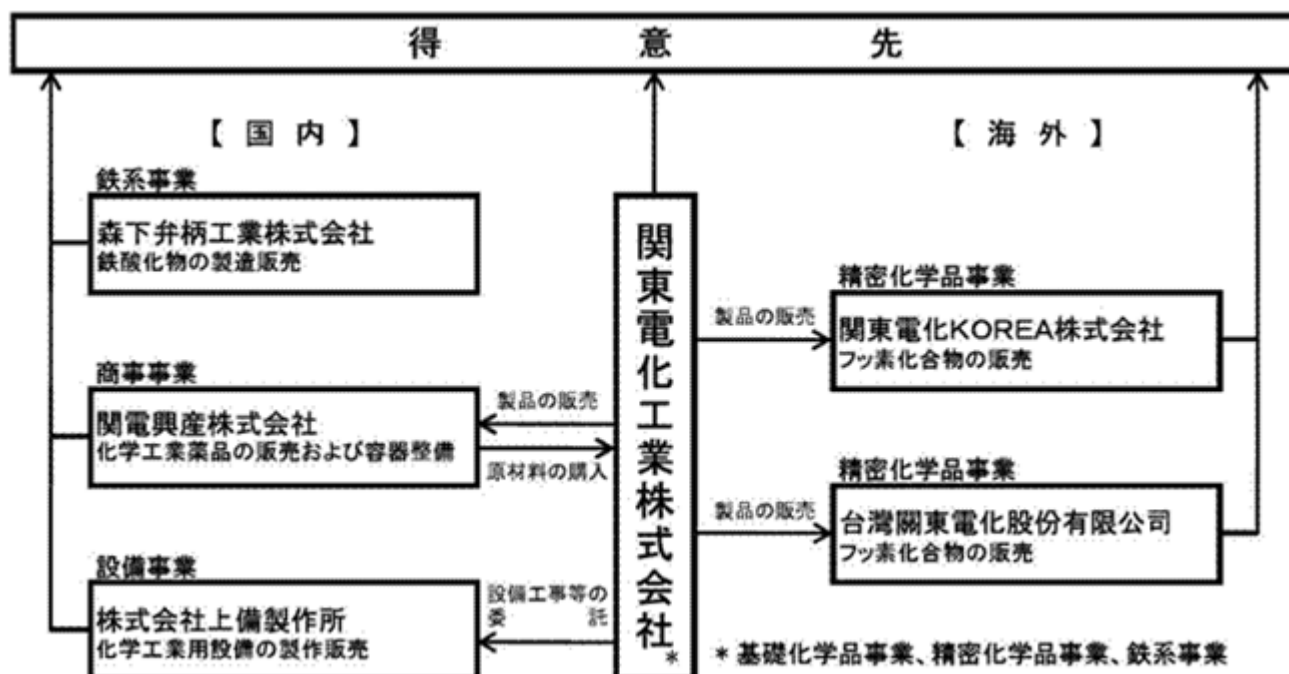 得意先
【国内】
【海外】
鉄系事業
森下弁柄工業株式会社
鉄酸化物の製造販売
商事事業
関電興産株式会社
化学工業薬品の販売および容器整備
設備事業
株式会社上備製作所
化学工業用設備の製作販売
製品の販売
原材料の購入
設備工事等の
委託
関東電化工業株式会社*
製品の販売
製品の販売
精密化学品事業
関東電化KOREA株式会社
フッ素化合物の販売
精密化学品事業
台灣關東電化股份有限公司
フッ素化合物の販売
*基礎化学品事業、精密化学品事業、鉄系事業